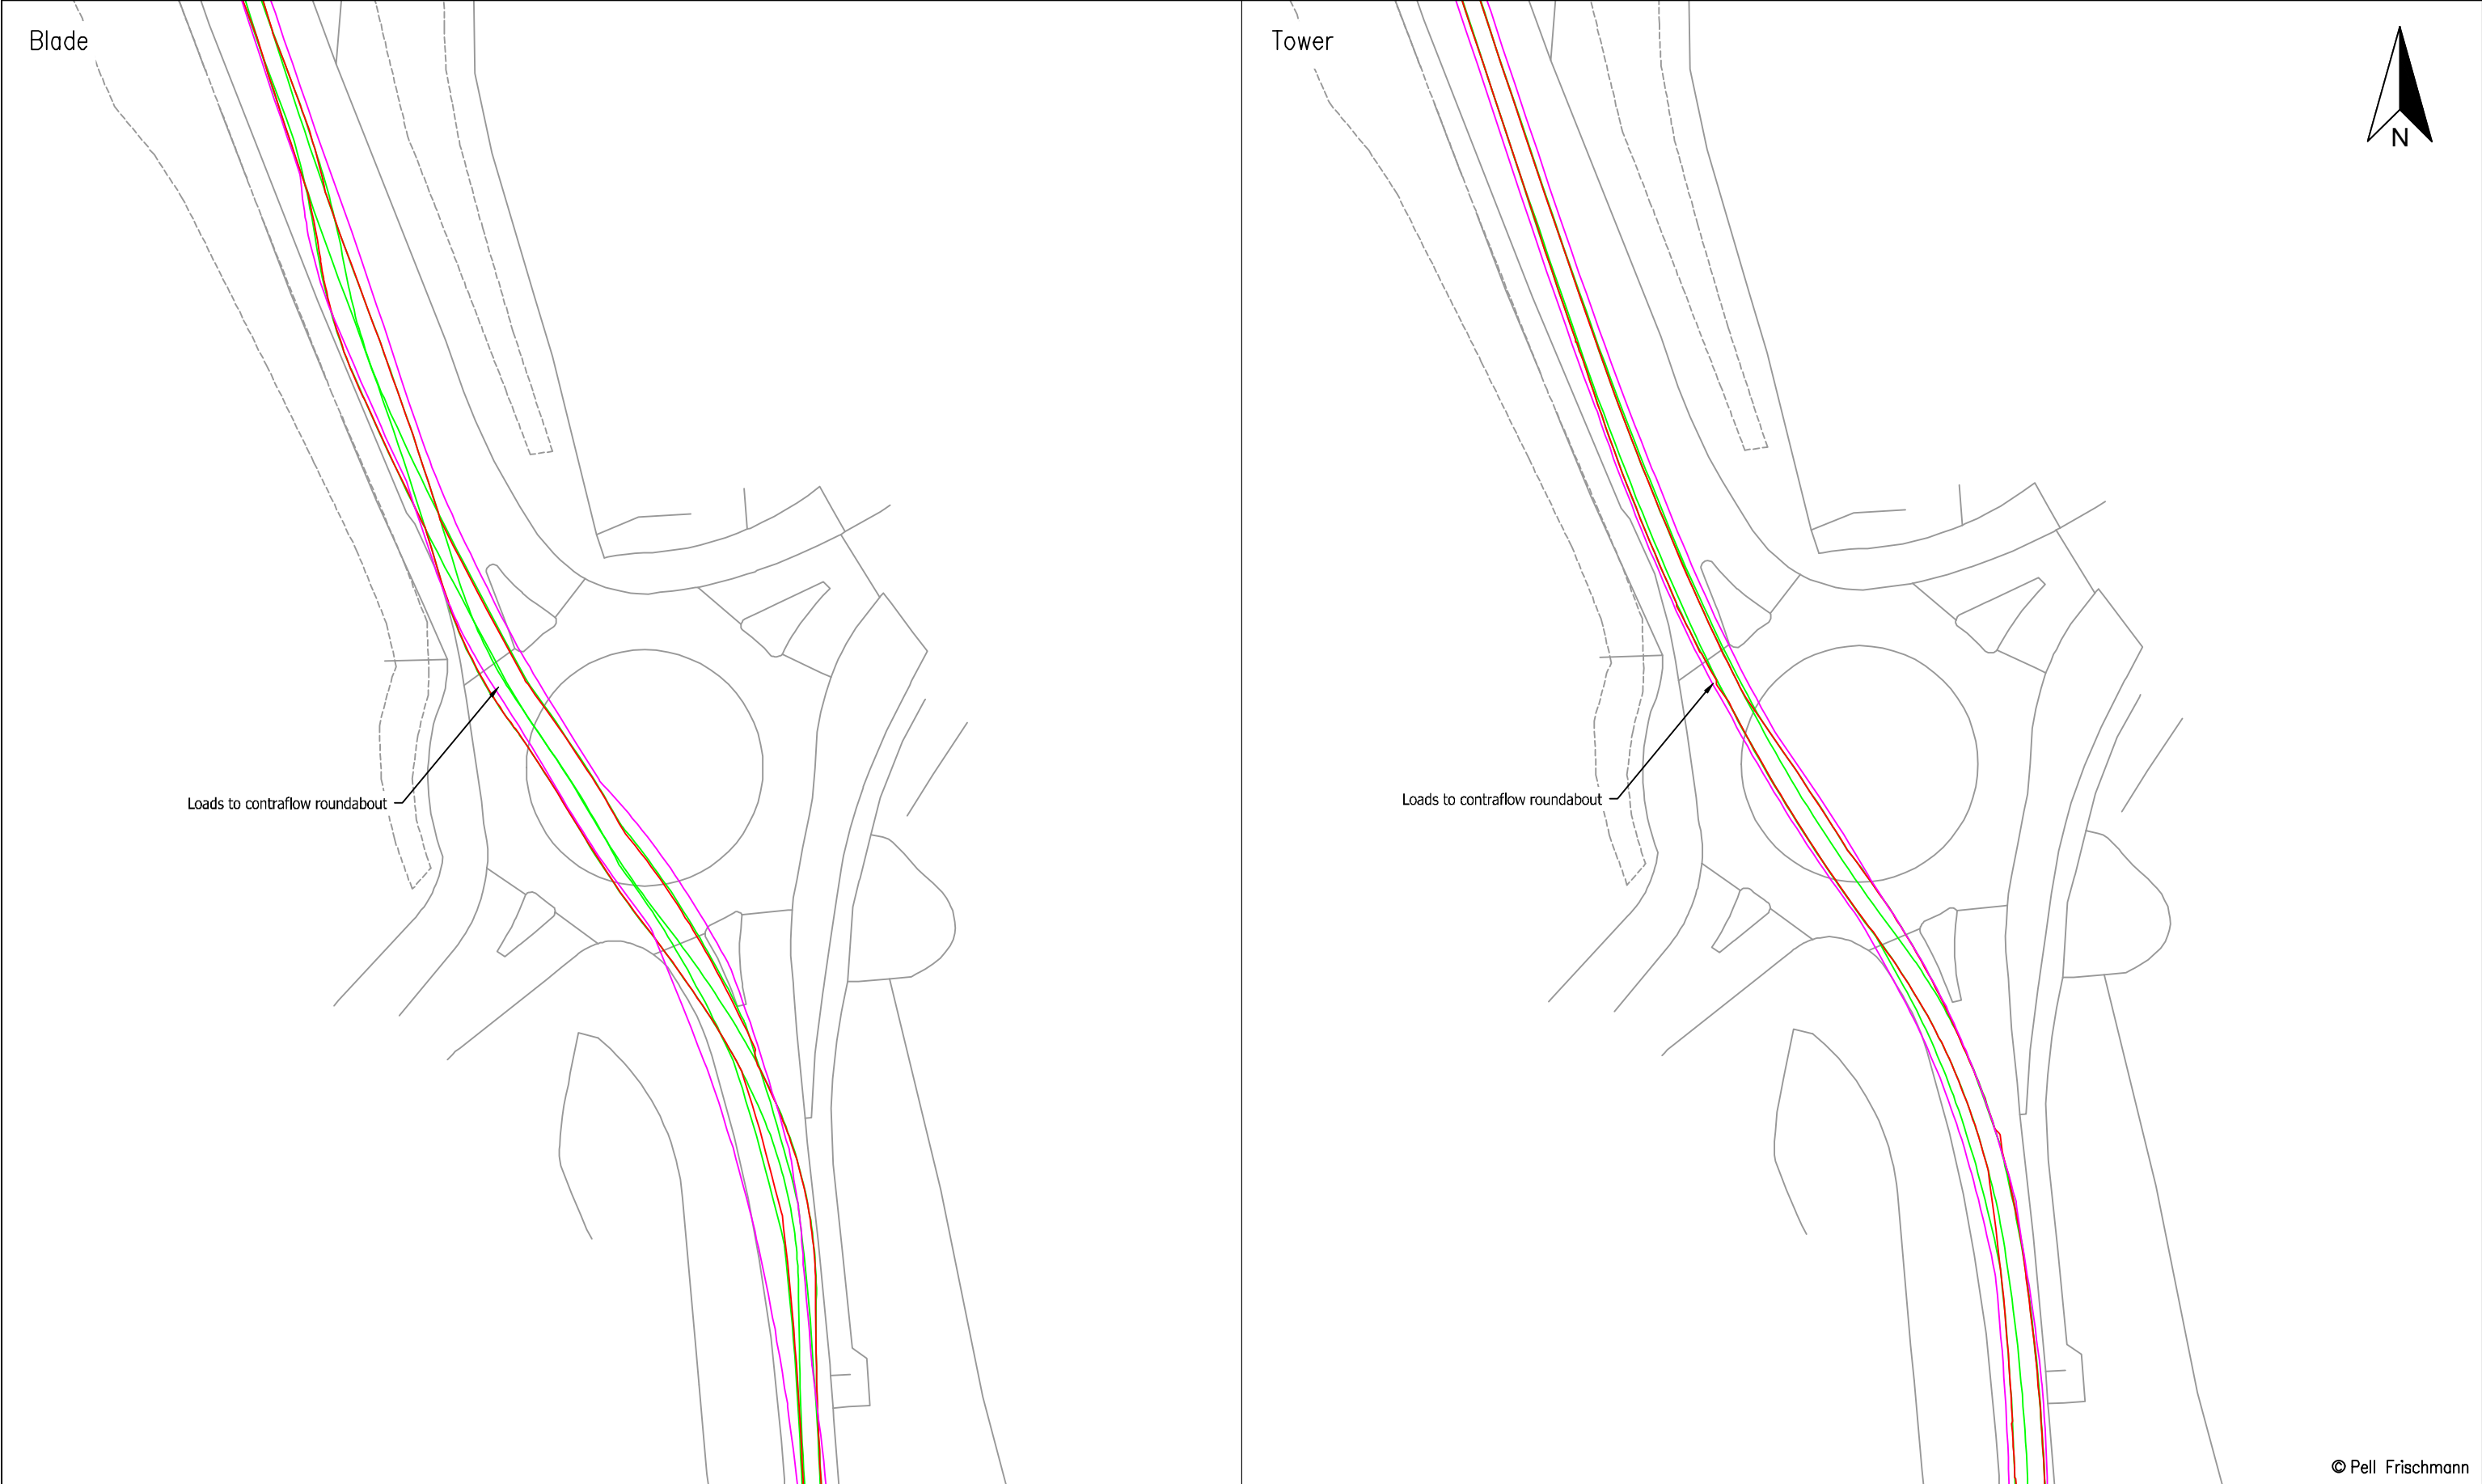 Blade
Loads to contraflow roundabout
Tower
Loads to contraflow roundabout
N
© Pell Frischmann